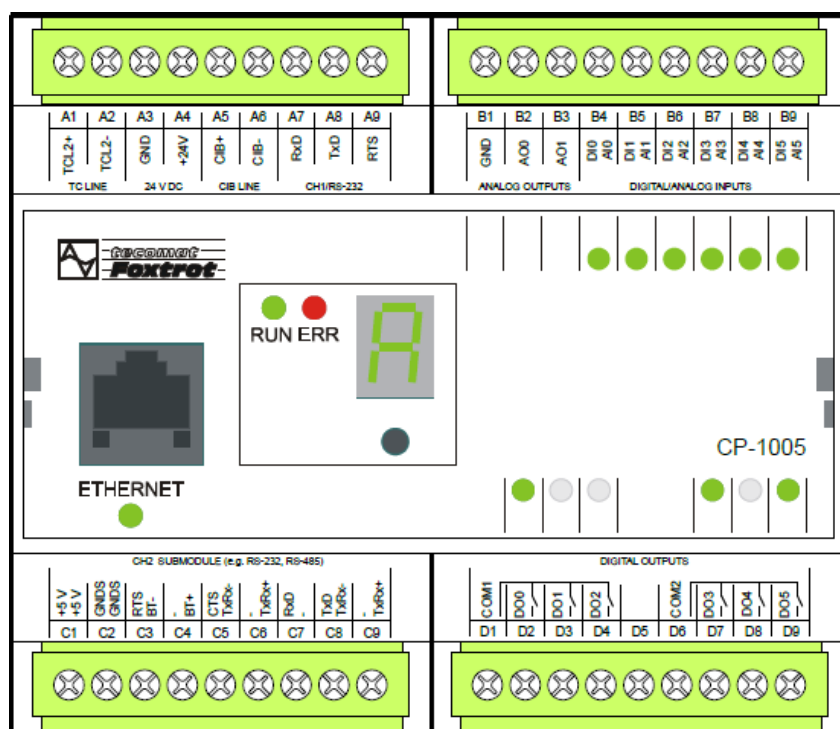 A1 A2 A3 A4 A5 A6 A7 A8 A9
TCL2+ TCL2- GND +24V CIB+ CIB- RxD TxD RTS
TC LINE 24 V DC CIB LINE CH1/RS-232
B1 B2 B3 B4 B5 B6 B7 B8 B9
GND AO0 AO1 DI0 DI1 DI2 DI3 DI4 DI5
AI0 AI1 AI2 AI3 AI4 AI5
ANALOG OUTPUTS DIGITAL/ANALOG INPUTS
tecomat
Foxtrot
RUN ERR
A
ETHERNET
CP-1005
CH2 SUBMODULE (e.g. RS-232, RS-485)
+5 V GNDS RTS - CTS - RxD TxD -
+5 V GNDS BT- BT+ TxRx- TxRx+ - TxRx- TxRx+
C1 C2 C3 C4 C5 C6 C7 C8 C9
DIGITAL OUTPUTS
COM1 DO0 DO1 DO2 COM2 DO3 DO4 DO5
D1 D2 D3 D4 D5 D6 D7 D8 D9